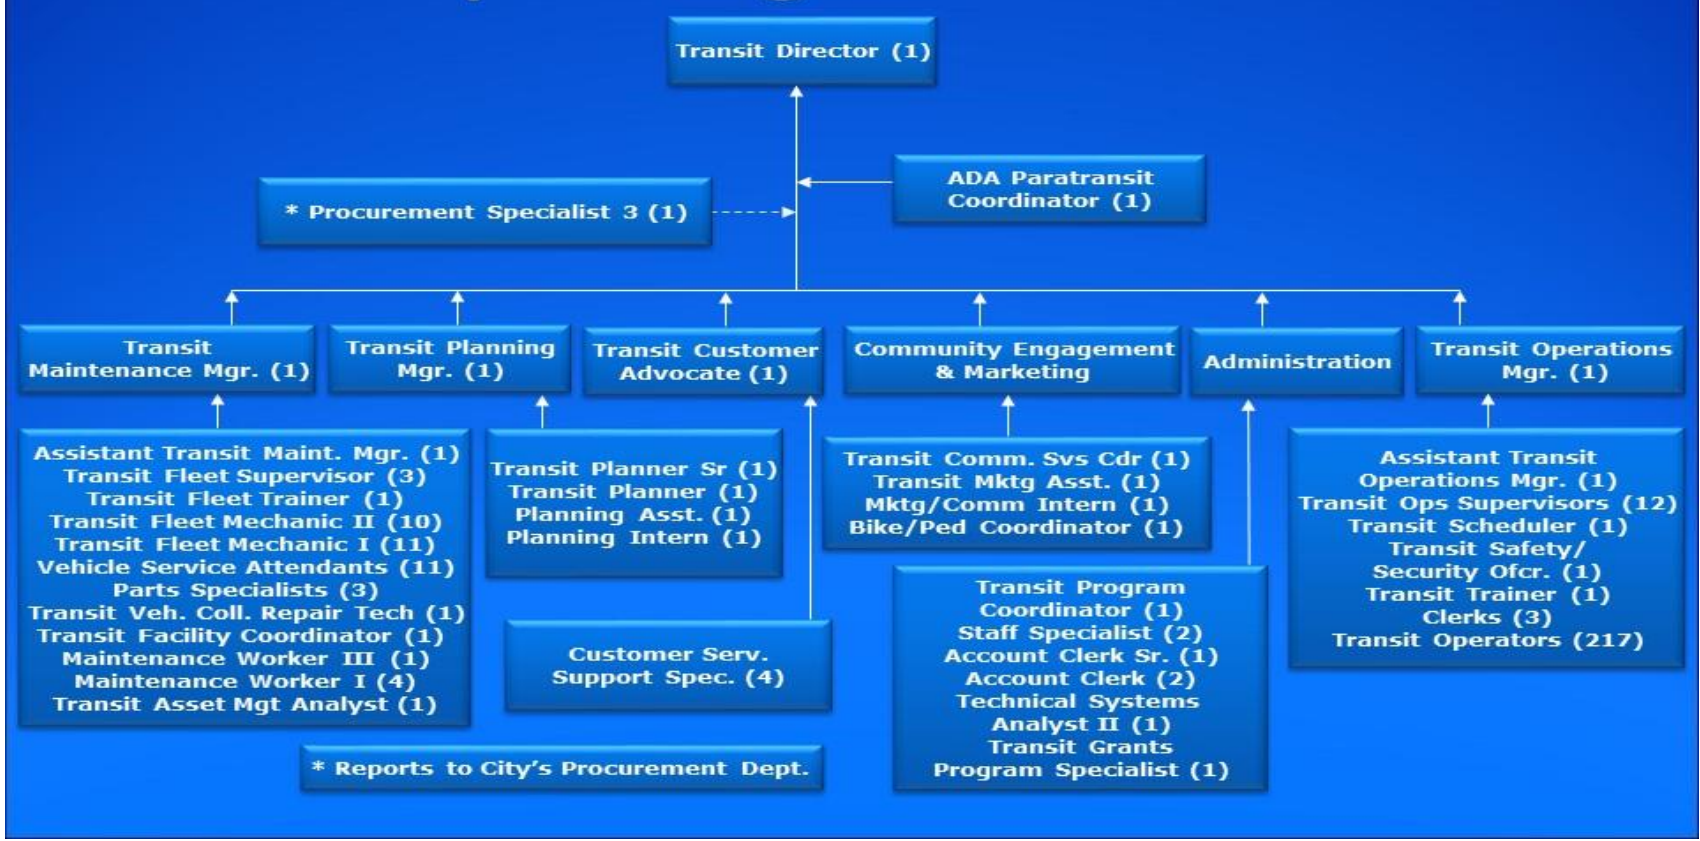 Transit Director (1)
ADA Paratransit
Coordinator (1)
* Procurement Specialist 3 (1)
Transit
Maintenance Mgr. (1)
Transit Planning
Mgr. (1)
Transit Customer
Advocate (1)
Community Engagement
& Marketing
Administration
Transit Operations
Mgr. (1)
Assistant Transit Maint. Mgr. (1)
Transit Fleet Supervisor (3)
Transit Fleet Trainer (1)
Transit Fleet Mechanic II (10)
Transit Fleet Mechanic I (11)
Vehicle Service Attendants (11)
Parts Specialists (3)
Transit Veh. Coll. Repair Tech (1)
Transit Facility Coordinator (1)
Maintenance Worker III (1)
Maintenance Worker I (4)
Transit Asset Mgt Analyst (1)
Transit Planner Sr (1)
Transit Planner (1)
Planning Asst. (1)
Planning Intern (1)
Customer Serv.
Support Spec. (4)
Transit Comm. Svs Cdr (1)
Transit Mktg Asst. (1)
Mktg/Comm Intern (1)
Bike/Ped Coordinator (1)
Transit Program
Coordinator (1)
Staff Specialist (2)
Account Clerk Sr. (1)
Account Clerk (2)
Technical Systems
Analyst II (1)
Transit Grants
Program Specialist (1)
Assistant Transit
Operations Mgr. (1)
Transit Ops Supervisors (12)
Transit Scheduler (1)
Transit Safety/
Security Ofcr. (1)
Transit Trainer (1)
Clerks (3)
Transit Operators (217)
* Reports to City’s Procurement Dept.